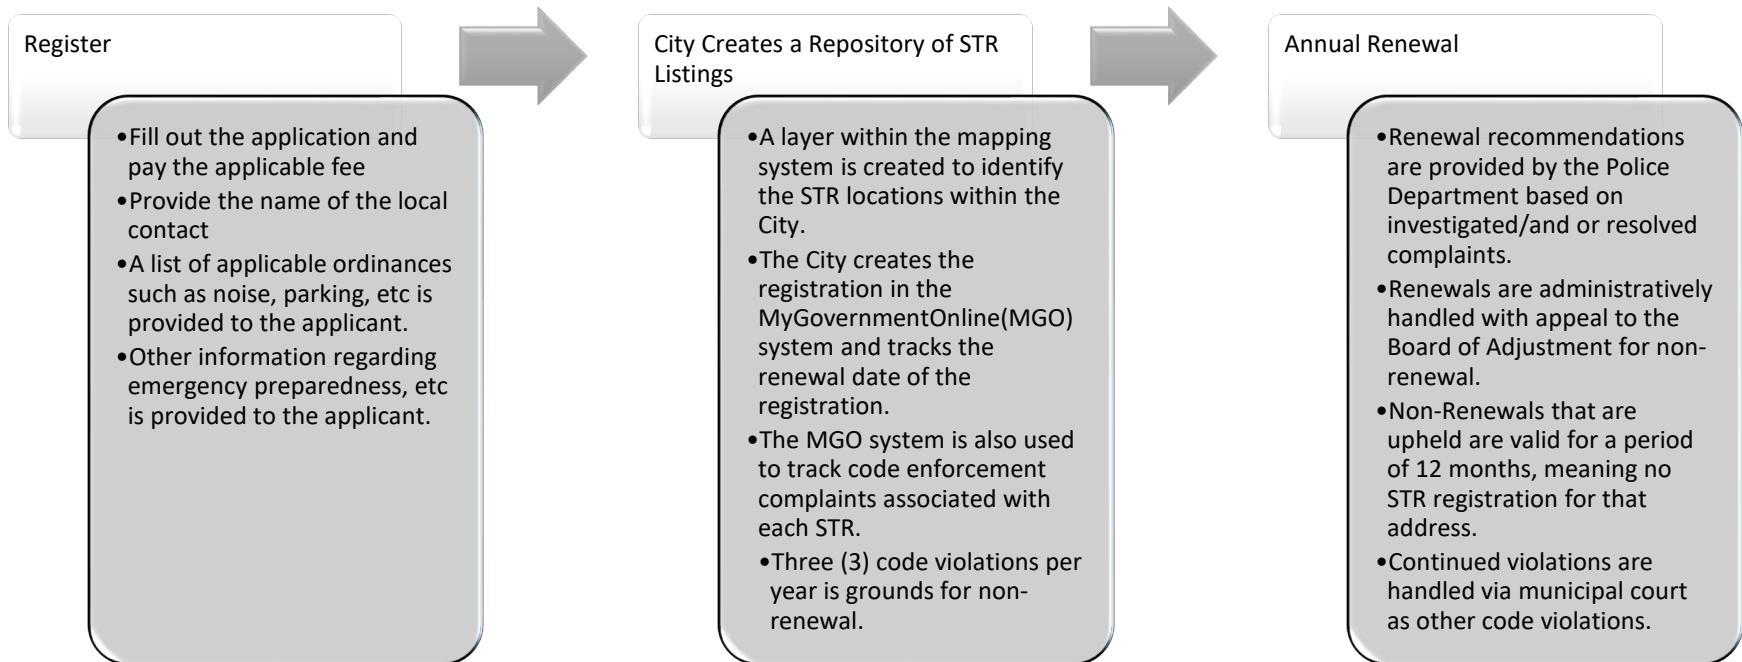 Register
•Fill out the application and
pay the applicable fee
•Provide the name of the local
contact
•A list of applicable ordinances
such as noise, parking, etc is
provided to the applicant.
•Other information regarding
emergency preparedness, etc
is provided to the applicant.
City Creates a Repository of STR
Listings
•A layer within the mapping
system is created to identify
the STR locations within the
City.
•The City creates the
registration in the
MyGovernmentOnline(MGO)
system and tracks the
renewal date of the
registration.
•The MGO system is also used
to track code enforcement
complaints associated with
each STR.
•Three (3) code violations per
year is grounds for non-
renewal.
Annual Renewal
•Renewal recommendations
are provided by the Police
Department based on
investigated/and or resolved
complaints.
•Renewals are administratively
handled with appeal to the
Board of Adjustment for non-
renewal.
•Non-Renewals that are
upheld are valid for a period
of 12 months, meaning no
STR registration for that
address.
•Continued violations are
handled via municipal court
as other code violations.